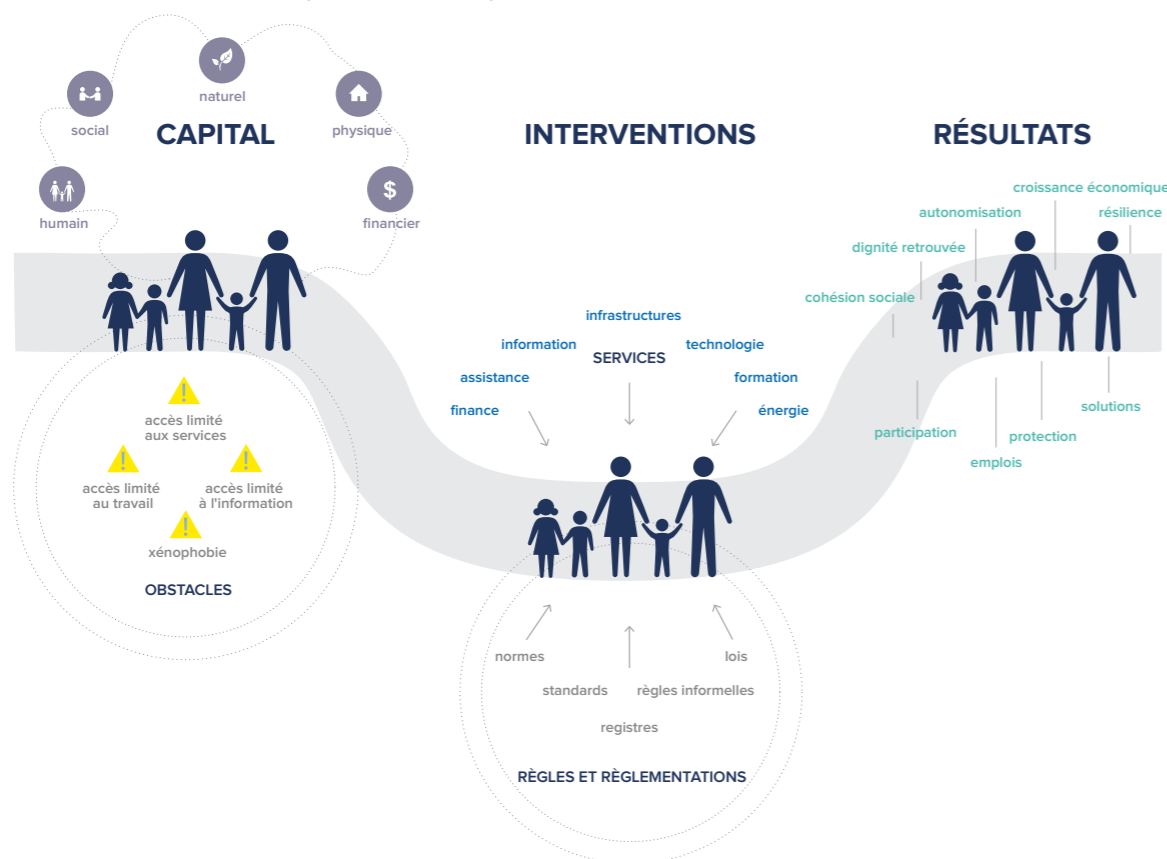 naturel
social
physique
humain
$
financier
CAPITAL
accès limité
aux services
accès limité
au travail
accès limité
à l'information
xénophobie
OBSTACLES
INTERVENTIONS
infrastructures
information
technologie
SERVICES
assistance
formation
finance
énergie
normes
lois
standards
règles informelles
registres
RÈGLES ET RÈGLEMENTATIONS
RÉSULTATS
croissance économique
autonomisation
résilience
dignité retrouvée
cohésion sociale
solutions
participation
protection
emplois